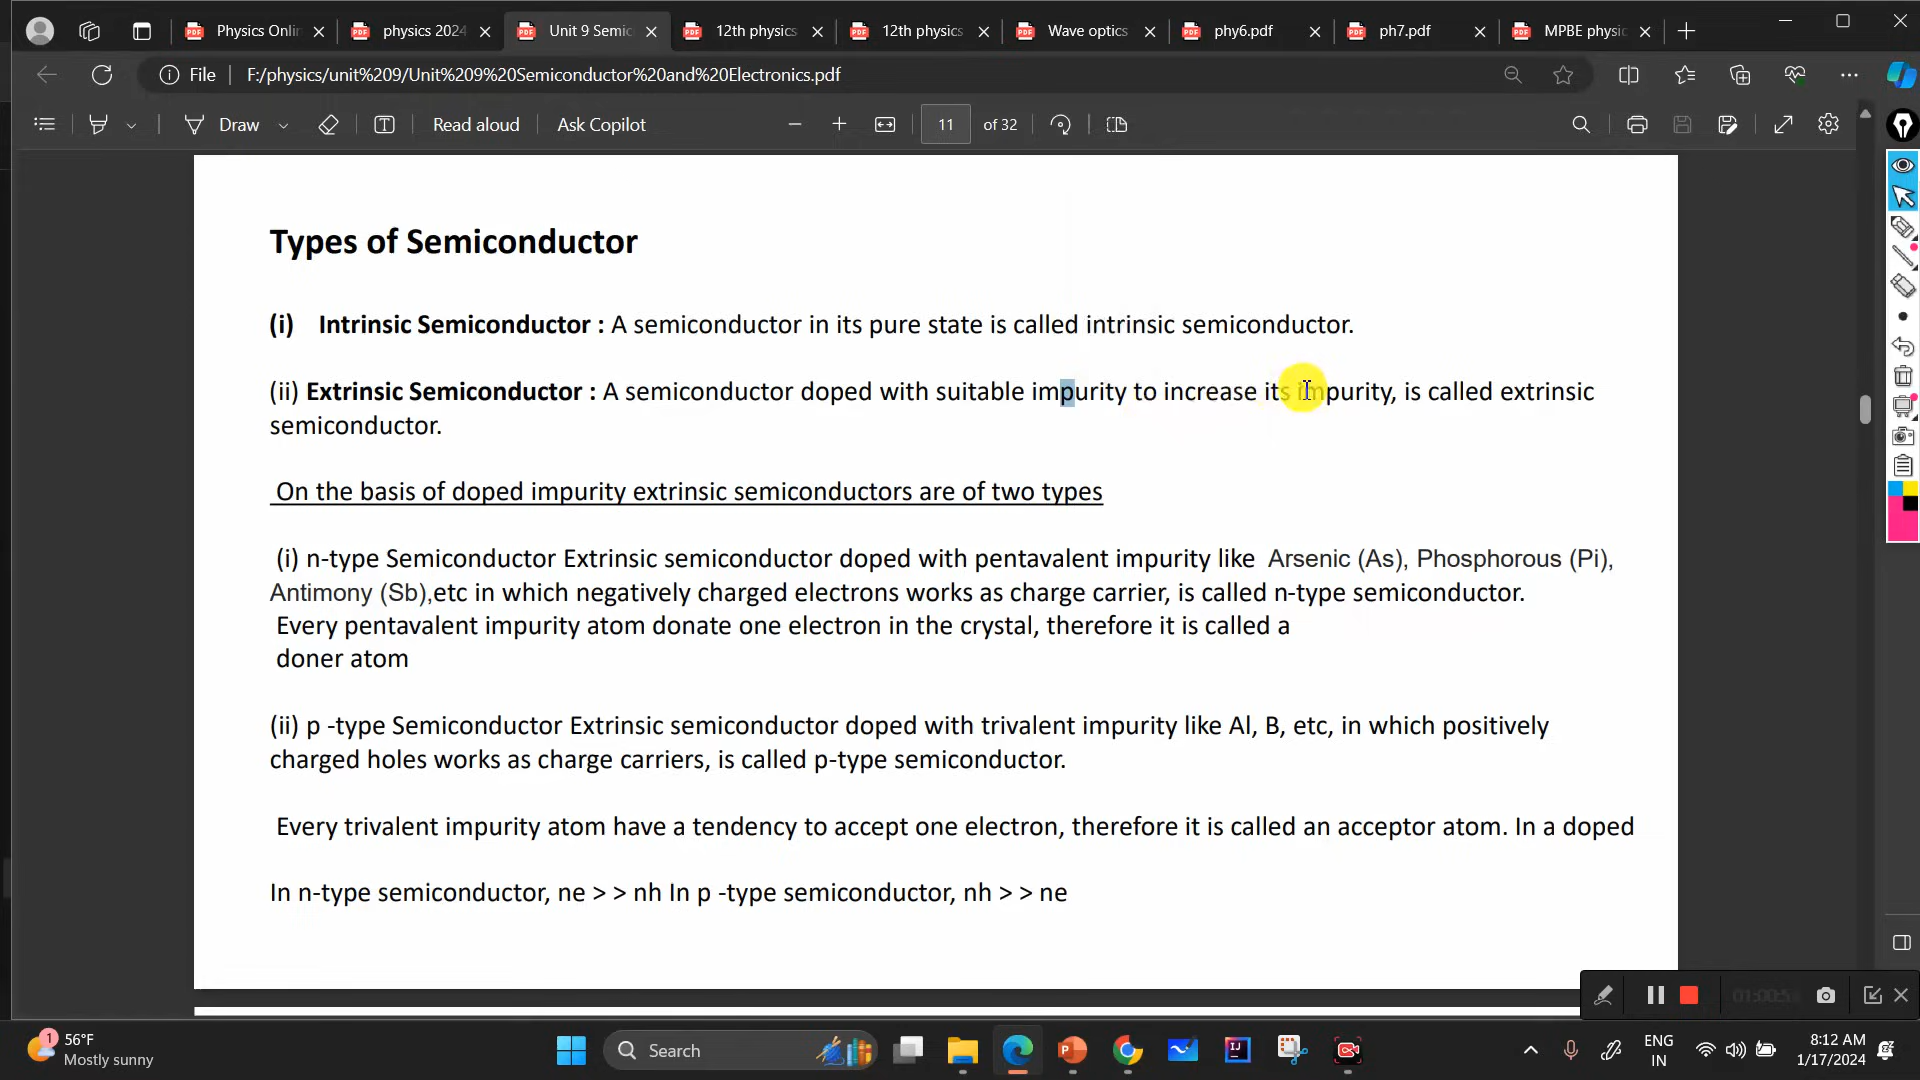 Physics Onlin
physics 2024
Unit 9 Semic
12th physics
12th physics
Wave optics
phy6.pdf
ph7.pdf
MPBE physic
File F:/physics/unit%209/Unit%209%20Semiconductor%20and%20Electronics.pdf
Draw
Read aloud
Ask Copilot
11 of 32
Types of Semiconductor
(i) Intrinsic Semiconductor : A semiconductor in its pure state is called intrinsic semiconductor.
(ii) Extrinsic Semiconductor : A semiconductor doped with suitable impurity to increase its impurity, is called extrinsic
semiconductor.
On the basis of doped impurity extrinsic semiconductors are of two types
(i) n-type Semiconductor Extrinsic semiconductor doped with pentavalent impurity like Arsenic (As), Phosphorous (Pi),
Antimony (Sb),etc in which negatively charged electrons works as charge carrier, is called n-type semiconductor.
Every pentavalent impurity atom donate one electron in the crystal, therefore it is called a
doner atom
(ii) p -type Semiconductor Extrinsic semiconductor doped with trivalent impurity like Al, B, etc, in which positively
charged holes works as charge carriers, is called p-type semiconductor.
Every trivalent impurity atom have a tendency to accept one electron, therefore it is called an acceptor atom. In a doped
In n-type semiconductor, ne > > nh In p -type semiconductor, nh > > ne
1
56°F
Mostly sunny
Search
ENG
IN
8:12 AM
1/17/2024